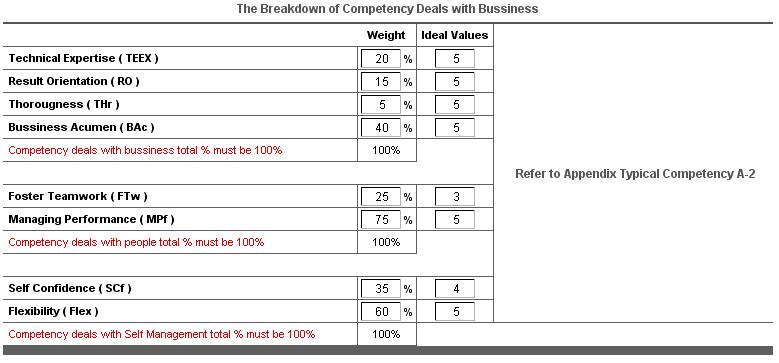 The Breakdown of Competency Deals with Bussiness
Weight Ideal Values
Technical Expertise ( TEEX ) 20 % 5
Result Orientation ( RO ) 15 % 5
Thorougness ( THr ) 5 % 5
Bussiness Acumen ( BAc ) 40 % 5
Competency deals with bussiness total % must be 100% 100%
Refer to Appendix Typical Competency A-2
Foster Teamwork ( FTw ) 25 % 3
Managing Performance ( MPf ) 75 % 5
Competency deals with people total % must be 100% 100%
Self Confidence ( SCf ) 35 % 4
Flexibility ( Flex ) 60 % 5
Competency deals with Self Management total % must be 100% 100%